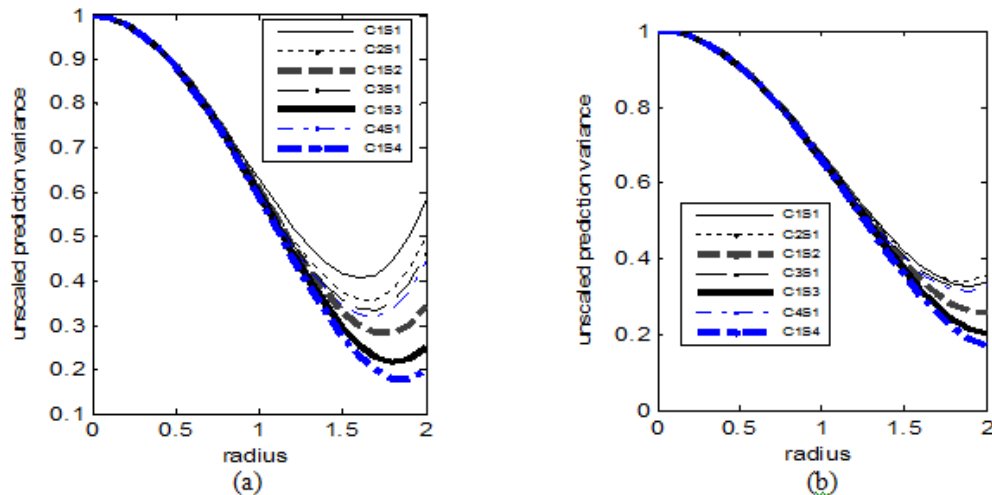 unscaled prediction variance
1
0.9
0.8
0.7
0.6
0.5
0.4
0.3
0.2
0.1
0
0.5
1
1.5
2
radius
C1S1
C2S1
C1S2
C3S1
C1S3
C4S1
C1S4
(a)
unscaled prediction variance
1
0.8
0.6
0.4
0.2
0
0
0.5
1
1.5
2
radius
C1S1
C2S1
C1S2
C3S1
C1S3
C4S1
C1S4
(b)